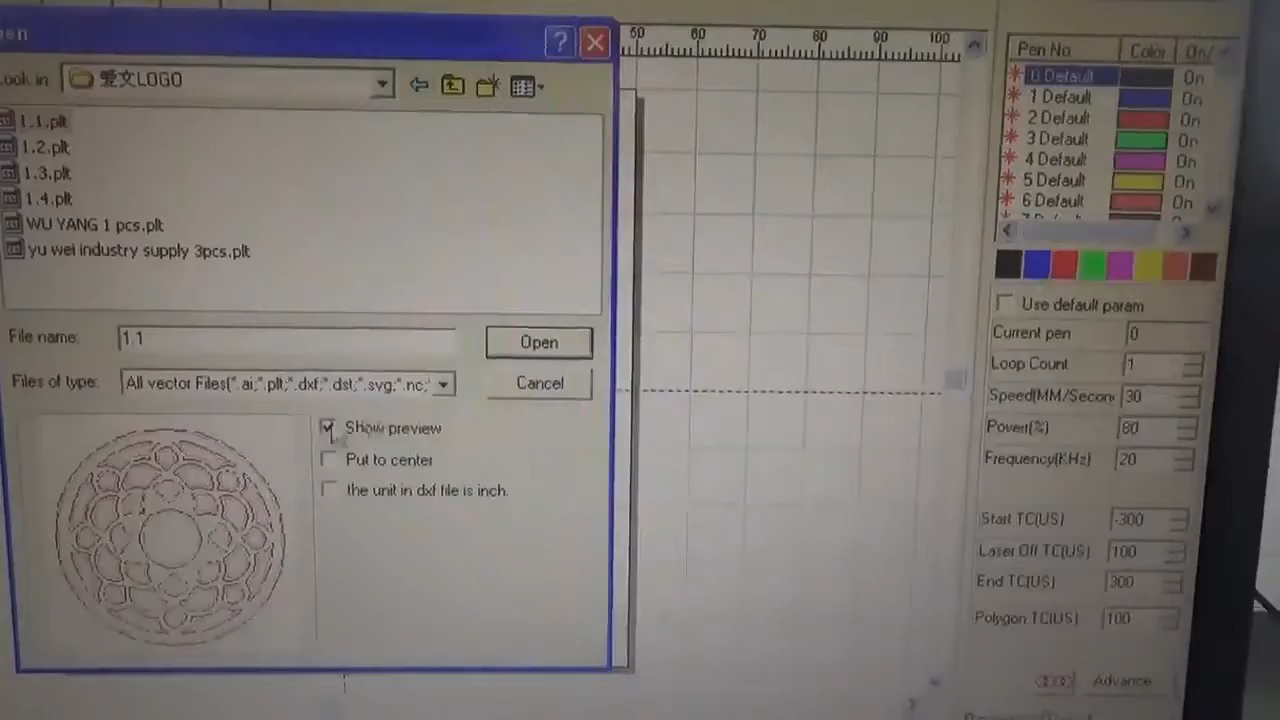 en
Look in: 爱文LOGO
1.1.plt
1.2.plt
1.3.plt
1.4.plt
WU YANG 1 pcs.plt
yu wei industry supply 3pcs.plt
File name: 1.1
Open
Files of type: All vector Files(*.ai;*.plt;*.dxf;*.dst;*.svg;*.nc;*
Cancel
Show preview
Put to center
the unit in dxf file is inch.
50 60 70 80 90 100
Pen No. Color On/
0 Default On
1 Default On
2 Default On
3 Default On
4 Default On
5 Default On
6 Default On
Use default param
Current pen 0
Loop Count 1
Speed(MM/Secon 30
Power(%) 80
Frequency(KHz) 20
Start TC(US) -300
Laser Off TC(US) 100
End TC(US) 300
Polygon TC(US) 100
Advance